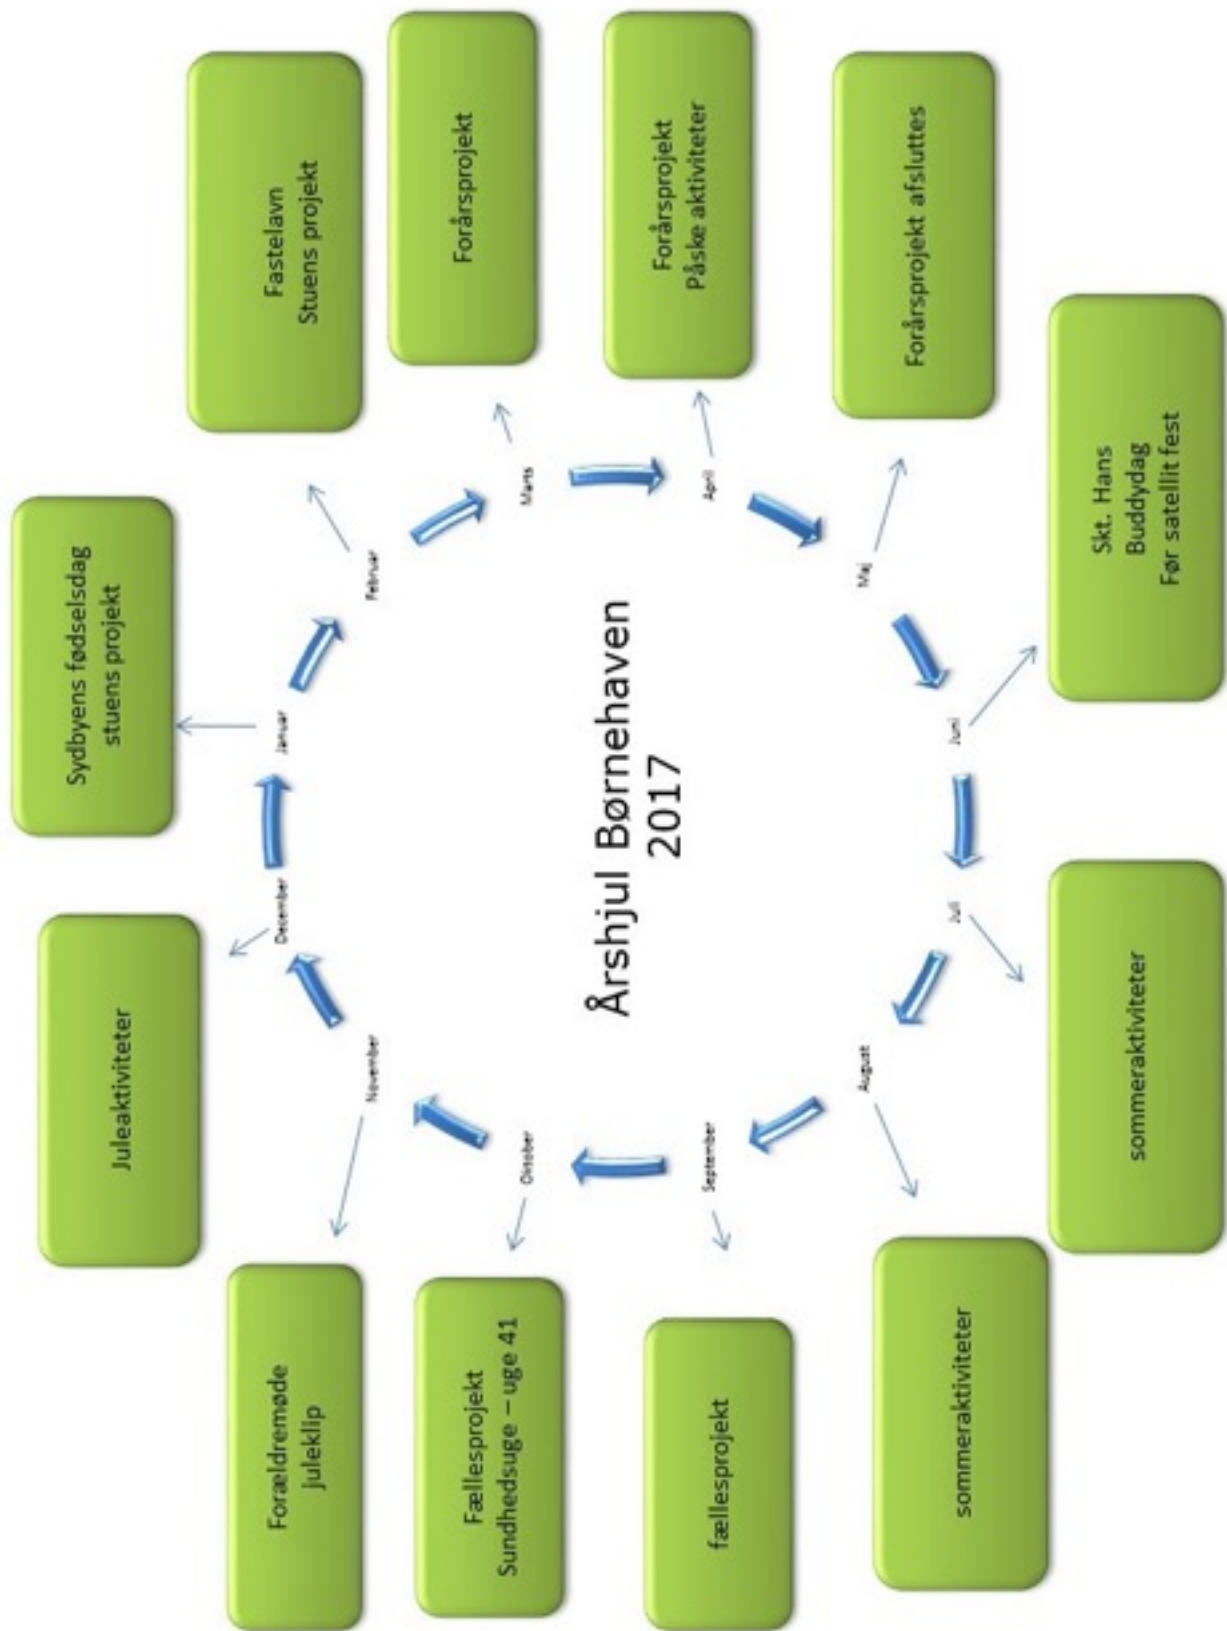 Årshjul Børnehaven
2017
Januar
Sydbyens fødselsdag
stuens projekt
Februar
Fastelavn
Stuens projekt
Marts
Forårsprojekt
April
Forårsprojekt
Påske aktiviteter
Maj
Forårsprojekt afsluttes
Juni
Skt. Hans
Buddydag
Før satellit fest
Juli
sommeraktiviteter
August
sommeraktiviteter
September
fællesprojekt
Oktober
Fællesprojekt
Sundhedsuge – uge 41
November
Forældremøde
juleklip
December
Juleaktiviteter